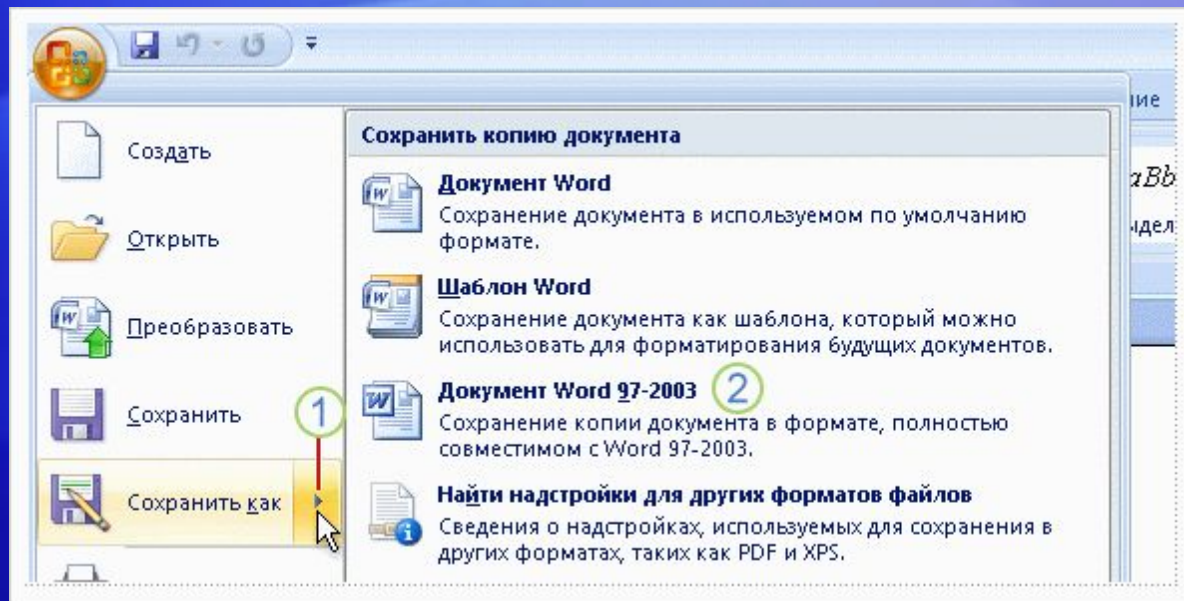 ние
Сохранить копию документа
Создать
Документ Word
Сохранение документа в используемом по умолчанию
формате.
aBb
Открыть
Шаблон Word
Сохранение документа как шаблона, который можно
использовать для форматирования будущих документов.
Преобразовать
Документ Word 97-2003 2
Сохранение копии документа в формате, полностью
совместимом с Word 97-2003.
Сохранить 1
Сохранить как
Найти надстройки для других форматов файлов
Сведения о надстройках, используемых для сохранения в
других форматах, таких как PDF и XPS.